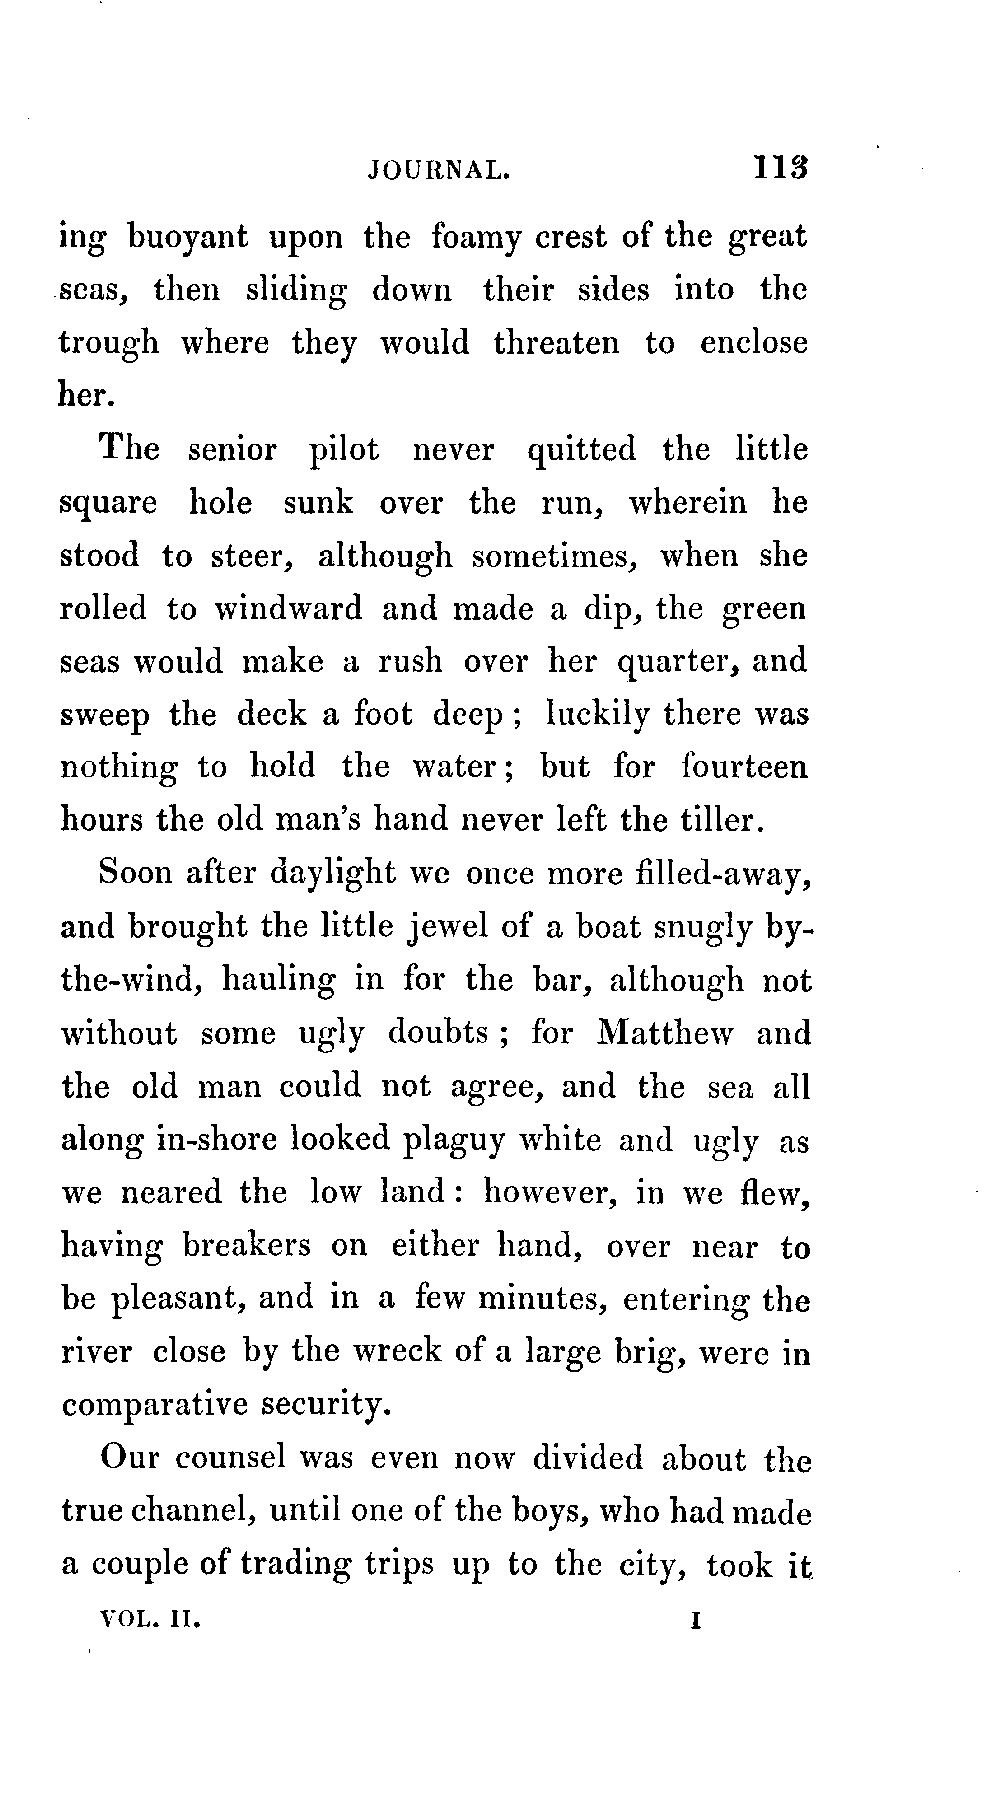 JOURNAL. 113
ing buoyant upon the foamy crest of the great
seas, then sliding down their sides into the
trough where they would threaten to enclose
her.
The senior pilot never quitted the little
square hole sunk over the run, wherein he
stood to steer, although sometimes, when she
rolled to windward and made a dip, the green
seas would make a rush over her quarter, and
sweep the deck a foot deep ; luckily there was
nothing to hold the water ; but for fourteen
hours the old man's hand never left the tiller.
Soon after daylight we once more filled-away,
and brought the little jewel of a boat snugly by-
the-wind, hauling in for the bar, although not
without some ugly doubts ; for Matthew and
the old man could not agree, and the sea all
along in-shore looked plaguy white and ugly as
we neared the low land : however, in we flew,
having breakers on either hand, over near to
be pleasant, and in a few minutes, entering the
river close by the wreck of a large brig, were in
comparative security.
Our counsel was even now divided about the
true channel, until one of the boys, who had made
a couple of trading trips up to the city, took it
VOL. II. I